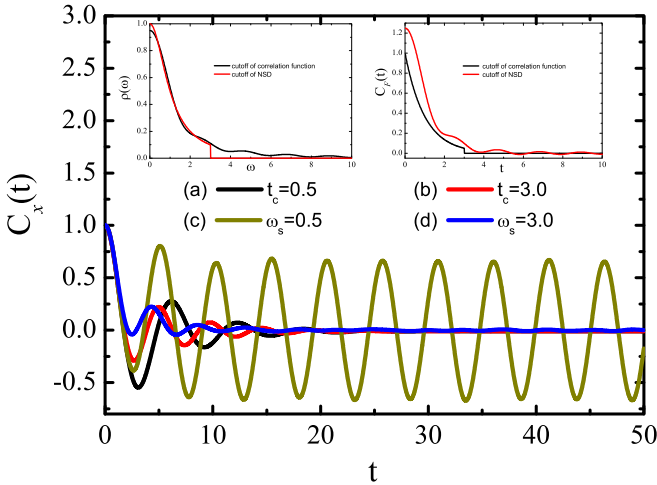 3.0
2.5
2.0
1.5
1.0
0.5
0.0
-0.5
C_x(t)
0
10
20
30
40
50
t
1.0
0.8
0.6
0.4
0.2
0.0
ρ(ω)
cutoff of correlation function
cutoff of NSD
0 2 4 6 8 10
ω
1.2
1.0
0.8
0.6
0.4
0.2
0.0
C_F(t)
cutoff of correlation function
cutoff of NSD
0 2 4 6 8 10
t
(a) t_c=0.5 (b) t_c=3.0
(c) ω_s=0.5 (d) ω_s=3.0